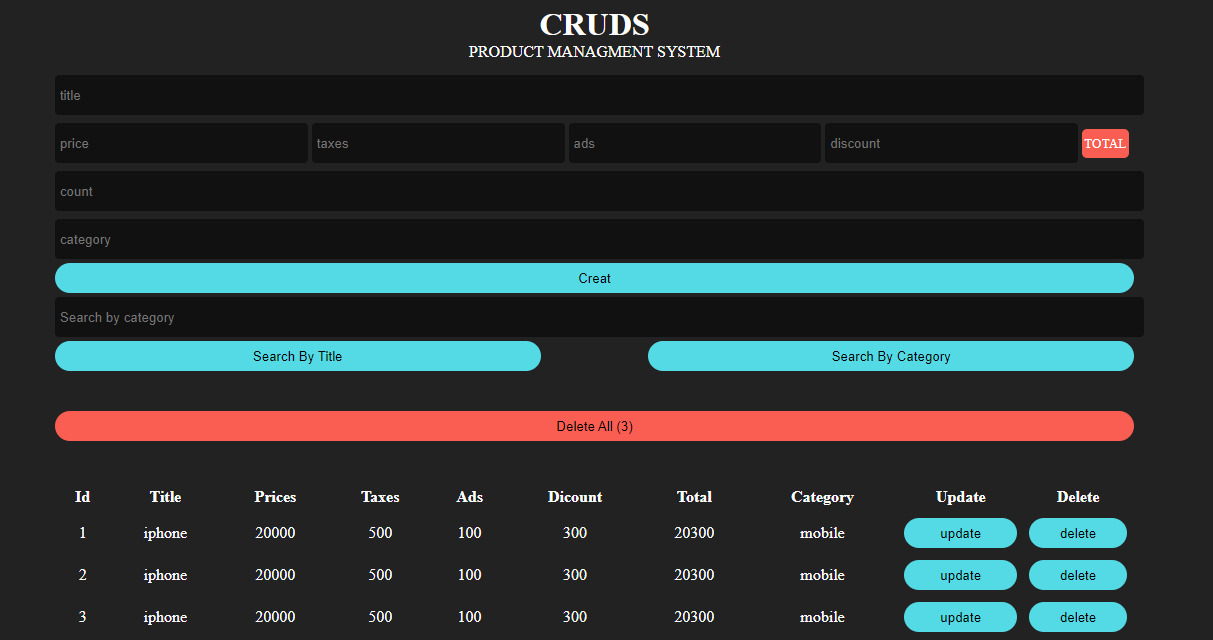 CRUDS
PRODUCT MANAGMENT SYSTEM
title
price taxes ads discount TOTAL
count
category
Creat
Search by category
Search By Title Search By Category
Delete All (3)
Id Title Prices Taxes Ads Dicount Total Category Update Delete
1 iphone 20000 500 100 300 20300 mobile update delete
2 iphone 20000 500 100 300 20300 mobile update delete
3 iphone 20000 500 100 300 20300 mobile update delete